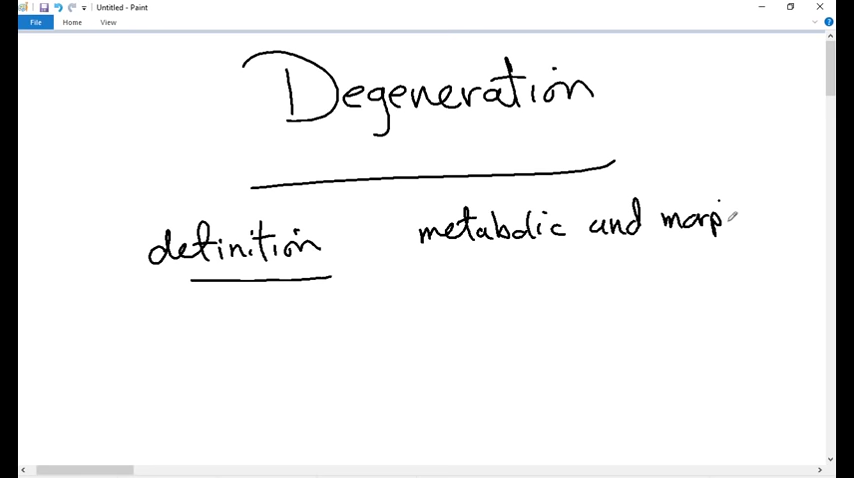 Untitled - Paint
File Home View
Degeneration
definition metabolic and morp